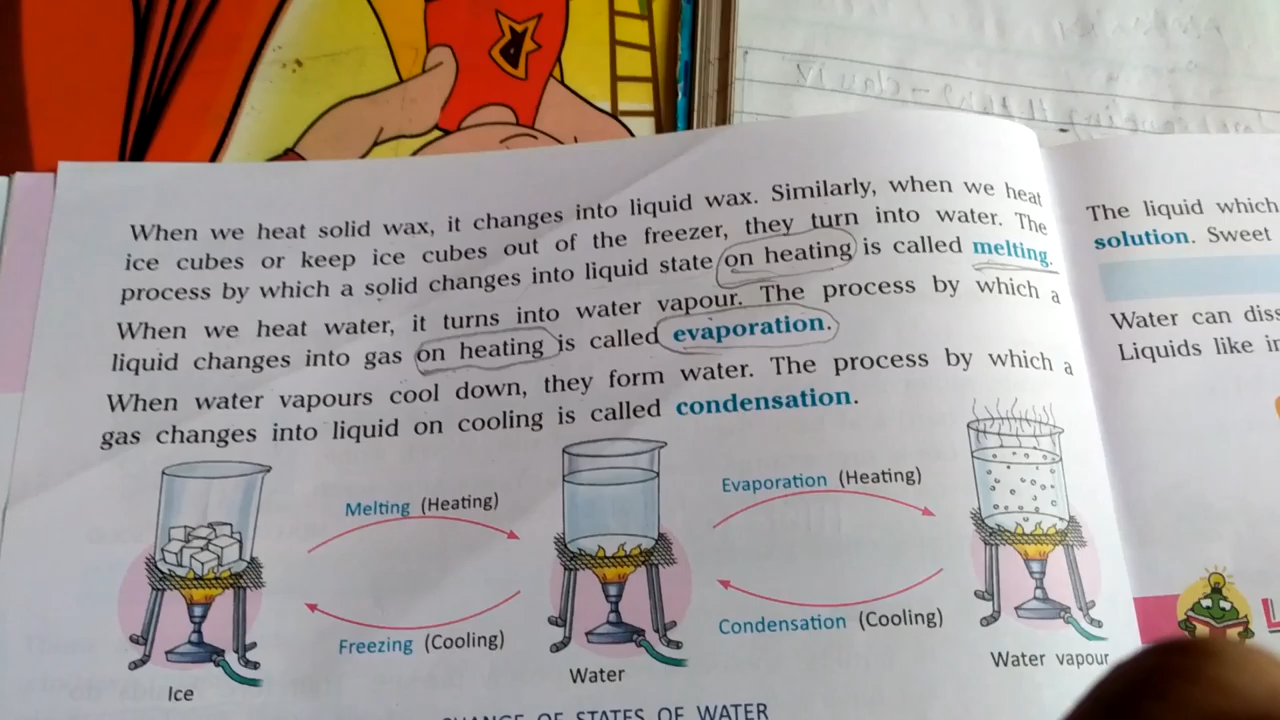 When we heat solid wax, it changes into liquid wax. Similarly, when we heat
ice cubes or keep ice cubes out of the freezer, they turn into water. The
process by which a solid changes into liquid state on heating is called melting.
When we heat water, it turns into water vapour. The process by which a
liquid changes into gas on heating is called evaporation.
When water vapours cool down, they form water. The process by which a
gas changes into liquid on cooling is called condensation.
Melting (Heating)
Evaporation (Heating)
Freezing (Cooling)
Condensation (Cooling)
Ice
Water
Water vapour
OF STATES OF WATER
The liquid which
solution. Sweet
Water can
Liquids like